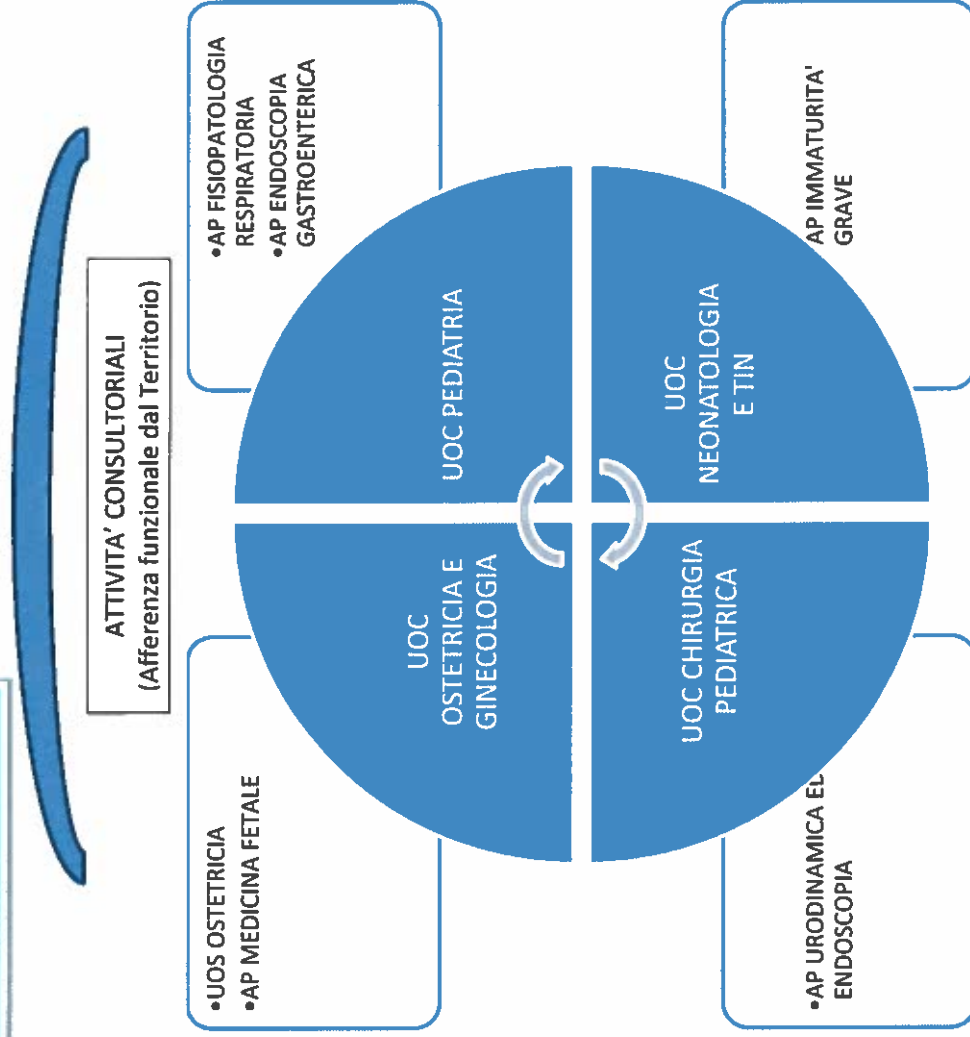 ATTIVITA' CONSULTORIALI
(Afferenza funzionale dal Territorio)
•UOS OSTETRICIA
•AP MEDICINA FETALE
•AP FISIOPATOLOGIA
RESPIRATORIA
•AP ENDOSCOPIA
GASTROENTERICA
UOC
OSTETRICIA E
GINECOLOGIA
UOC PEDIATRIA
UOC CHIRURGIA
PEDIATRICA
UOC
NEONATOLOGIA
E TIN
•AP URODINAMICA ED
ENDOSCOPIA
AP IMMATURITA'
GRAVE